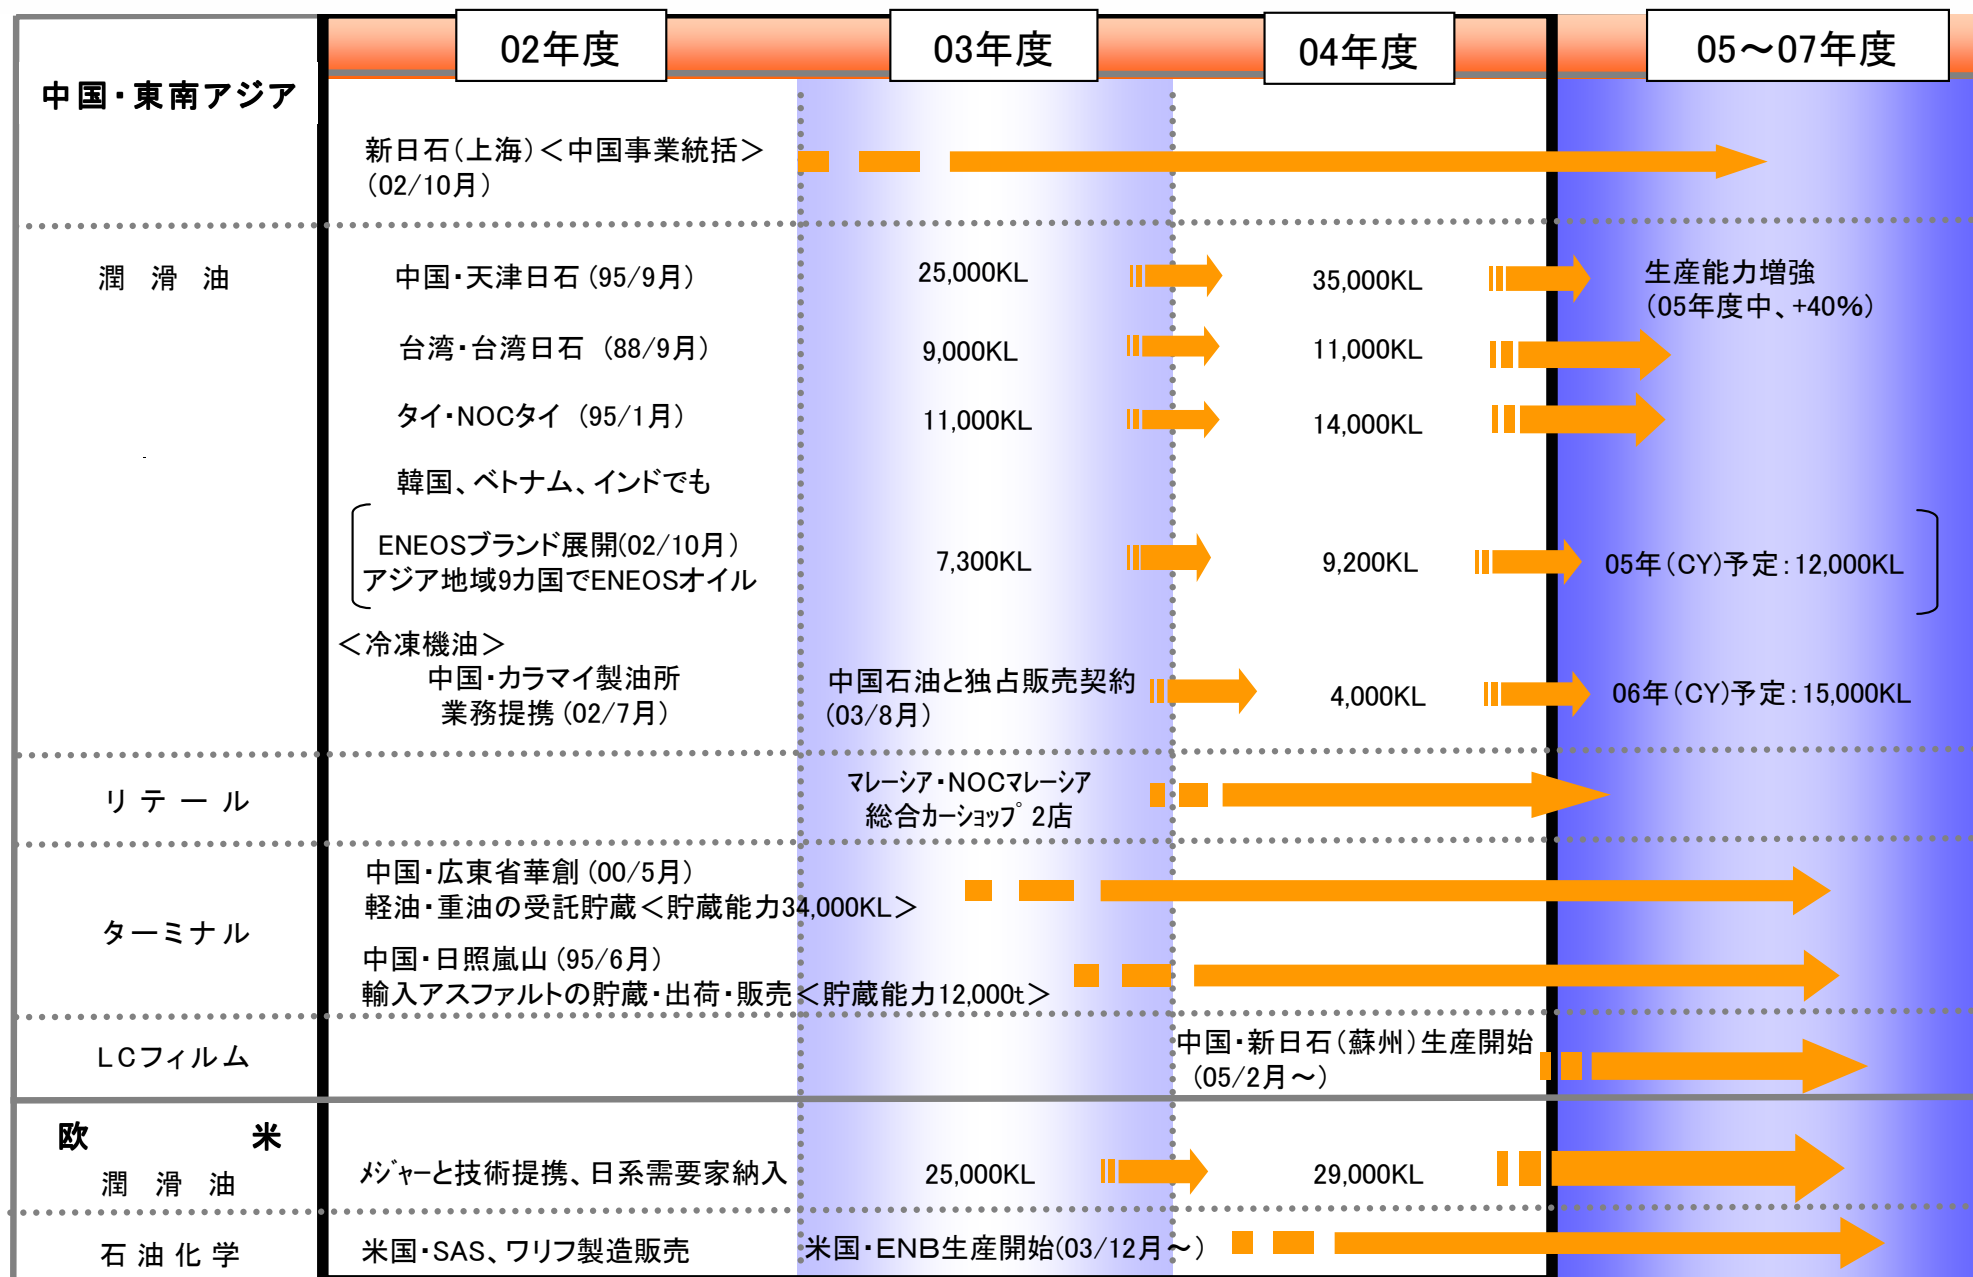 02年度 03年度 04年度 05～07年度
中国・東南アジア
新日石（上海）＜中国事業統括＞
（02/10月）
潤滑油 中国・天津日石（95/9月） 25,000KL 35,000KL 生産能力増強
（05年度中、+40%）
台湾・台湾日石（88/9月） 9,000KL 11,000KL
タイ・NOCタイ（95/1月） 11,000KL 14,000KL
韓国、ベトナム、インドでも
ENEOSブランド展開(02/10月) 7,300KL 9,200KL 05年（CY）予定：12,000KL
アジア地域9カ国でENEOSオイル
＜冷凍機油＞
中国・カラマイ製油所 中国石油と独占販売契約 4,000KL 06年（CY）予定：15,000KL
業務提携（02/7月） （03/8月）
リテール マレーシア・NOCマレーシア
総合カーショップ 2店
ターミナル 中国・広東省華創（00/5月）
軽油・重油の受託貯蔵＜貯蔵能力34,000KL＞
中国・日照嵐山（95/6月）
輸入アスファルトの貯蔵・出荷・販売＜貯蔵能力12,000t＞
LCフィルム 中国・新日石（蘇州）生産開始
（05/2月～）
欧米
潤滑油 メジャーと技術提携、日系需要家納入 25,000KL 29,000KL
石油化学 米国・SAS、ワリフ製造販売 米国・ENB生産開始(03/12月～)